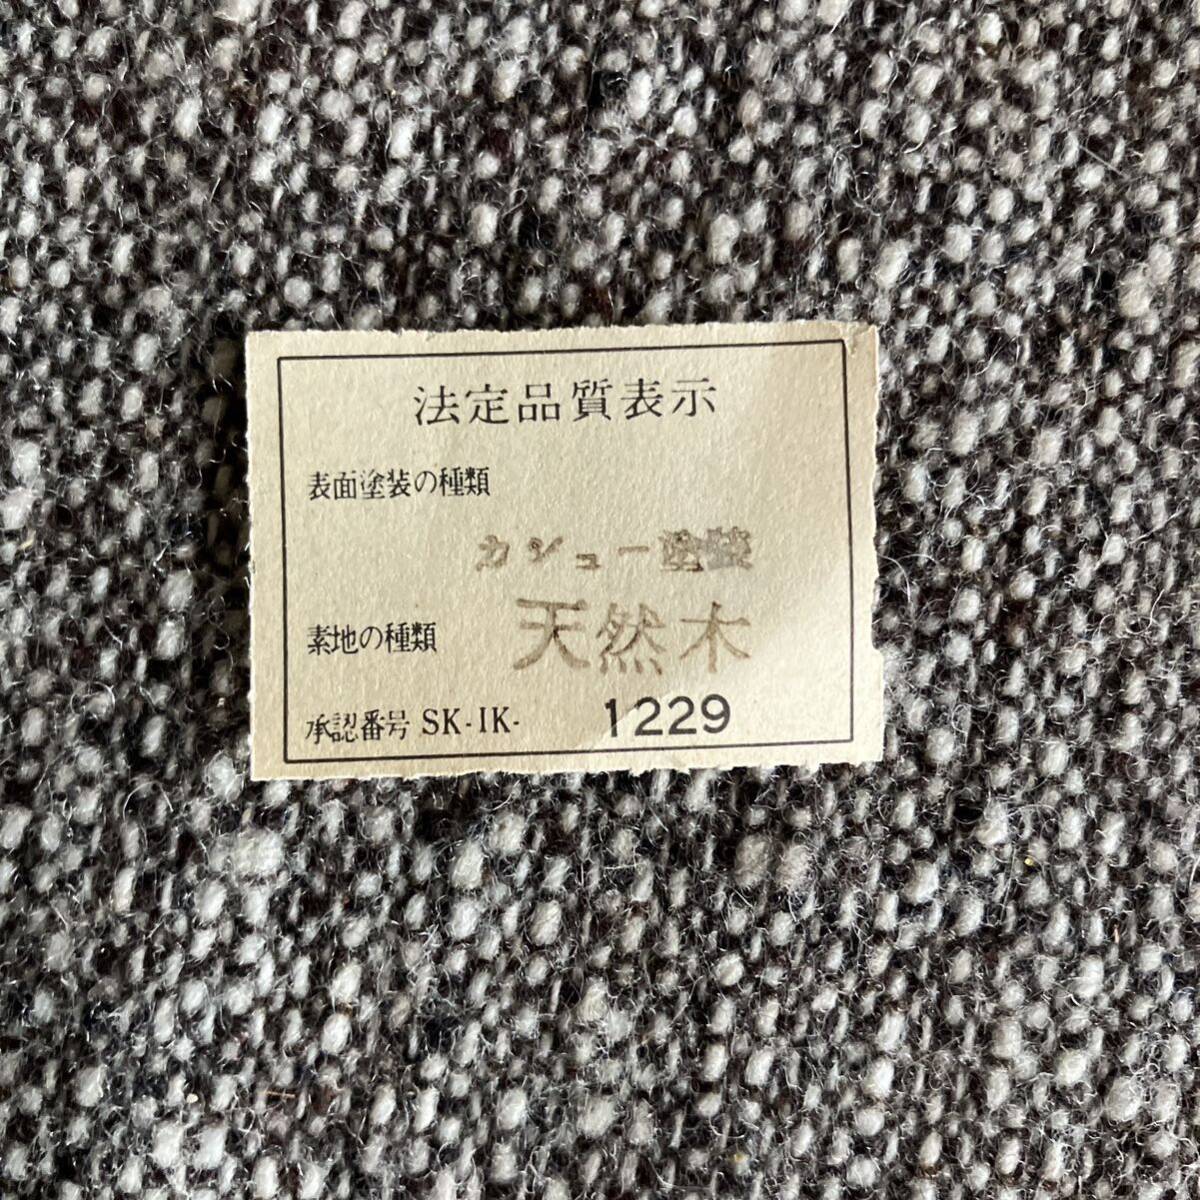 法定品質表示
表面塗装の種類
カシュー塗装
素地の種類 天然木
承認番号 SK-IK- 1229